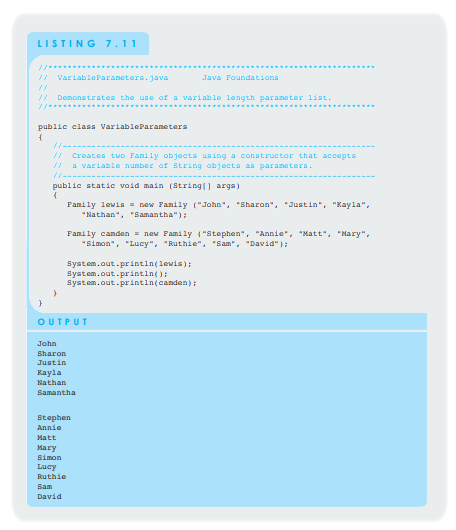 LISTING 7.11
//********************************************************************
//  VariableParameters.java       Java Foundations
//
//  Demonstrates the use of a variable length parameter list.
//********************************************************************
public class VariableParameters
{
//-----------------------------------------------------------------
//  Creates two Family objects using a constructor that accepts
//  a variable number of String objects as parameters.
//-----------------------------------------------------------------
public static void main (String[] args)
{
Family lewis = new Family ("John", "Sharon", "Justin", "Kayla",
"Nathan", "Samantha");
Family camden = new Family ("Stephen", "Annie", "Matt", "Mary",
"Simon", "Lucy", "Ruthie", "Sam", "David");
System.out.println(lewis);
System.out.println();
System.out.println(camden);
}
}
OUTPUT
John
Sharon
Justin
Kayla
Nathan
Samantha
Stephen
Annie
Matt
Mary
Simon
Lucy
Ruthie
Sam
David